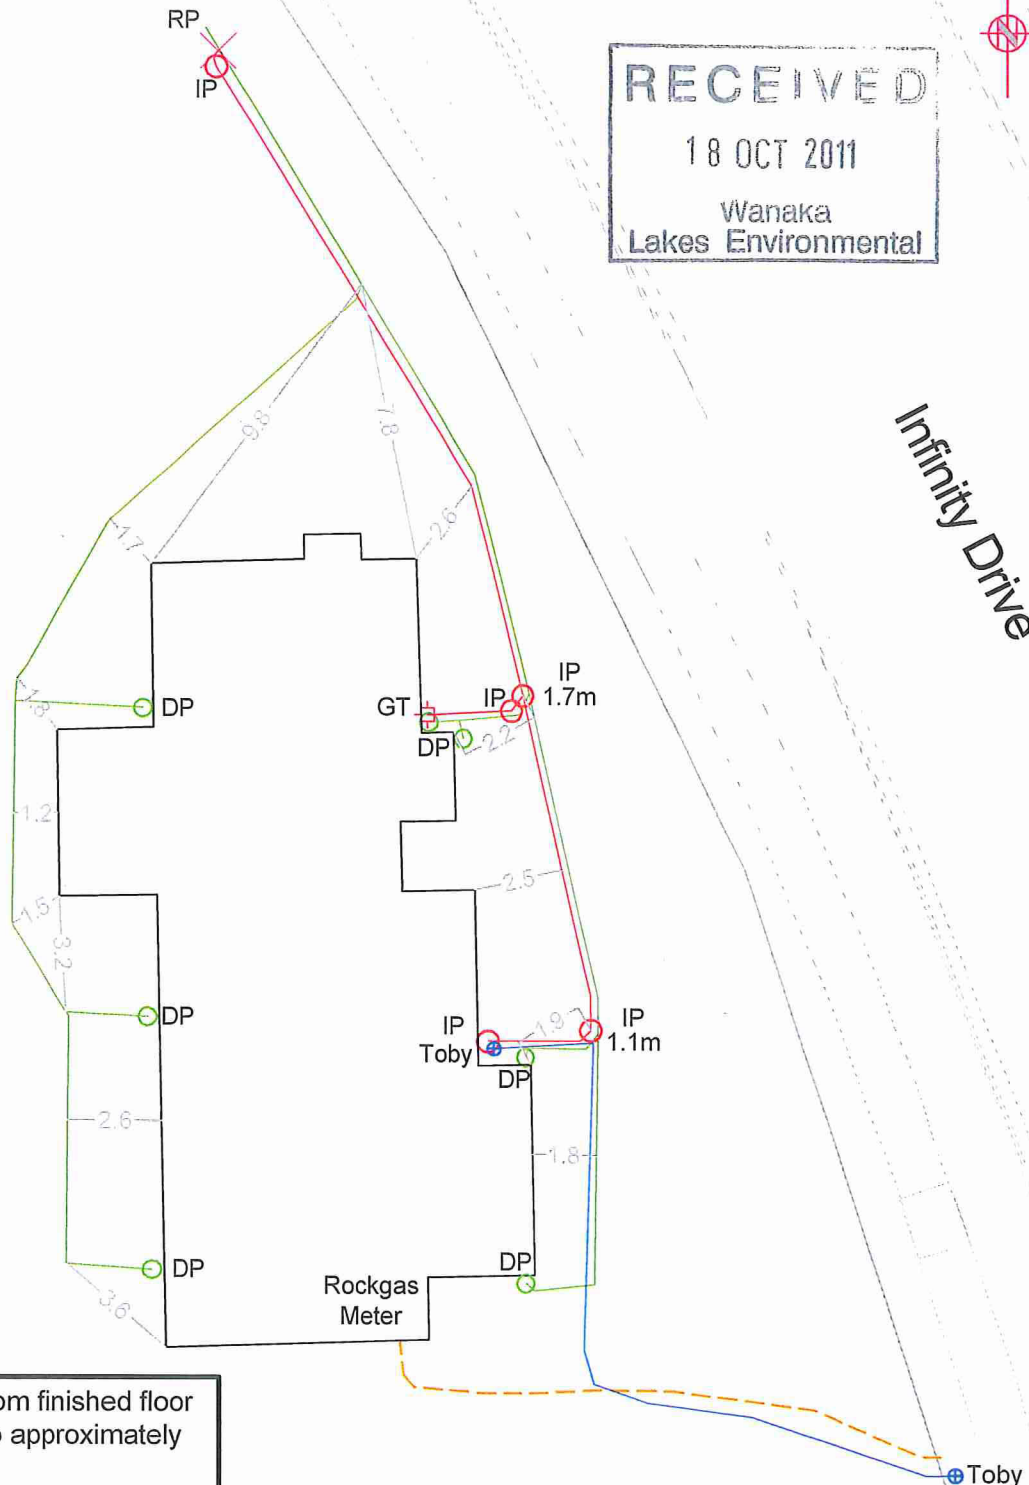 RP
IP
N
RECEIVED
18 OCT 2011
Wanaka
Lakes Environmental
9.8
7.8
Infinity Drive
1.7
2.6
IP
1.7m
IP
GT
DP
1.8
DP
2.2
1.2
2.5
1.5
3.2
DP
IP
Toby
1.9
IP
1.1m
DP
2.6
1.8
DP
DP
Rockgas
Meter
3.6
om finished floor
approximately
Toby